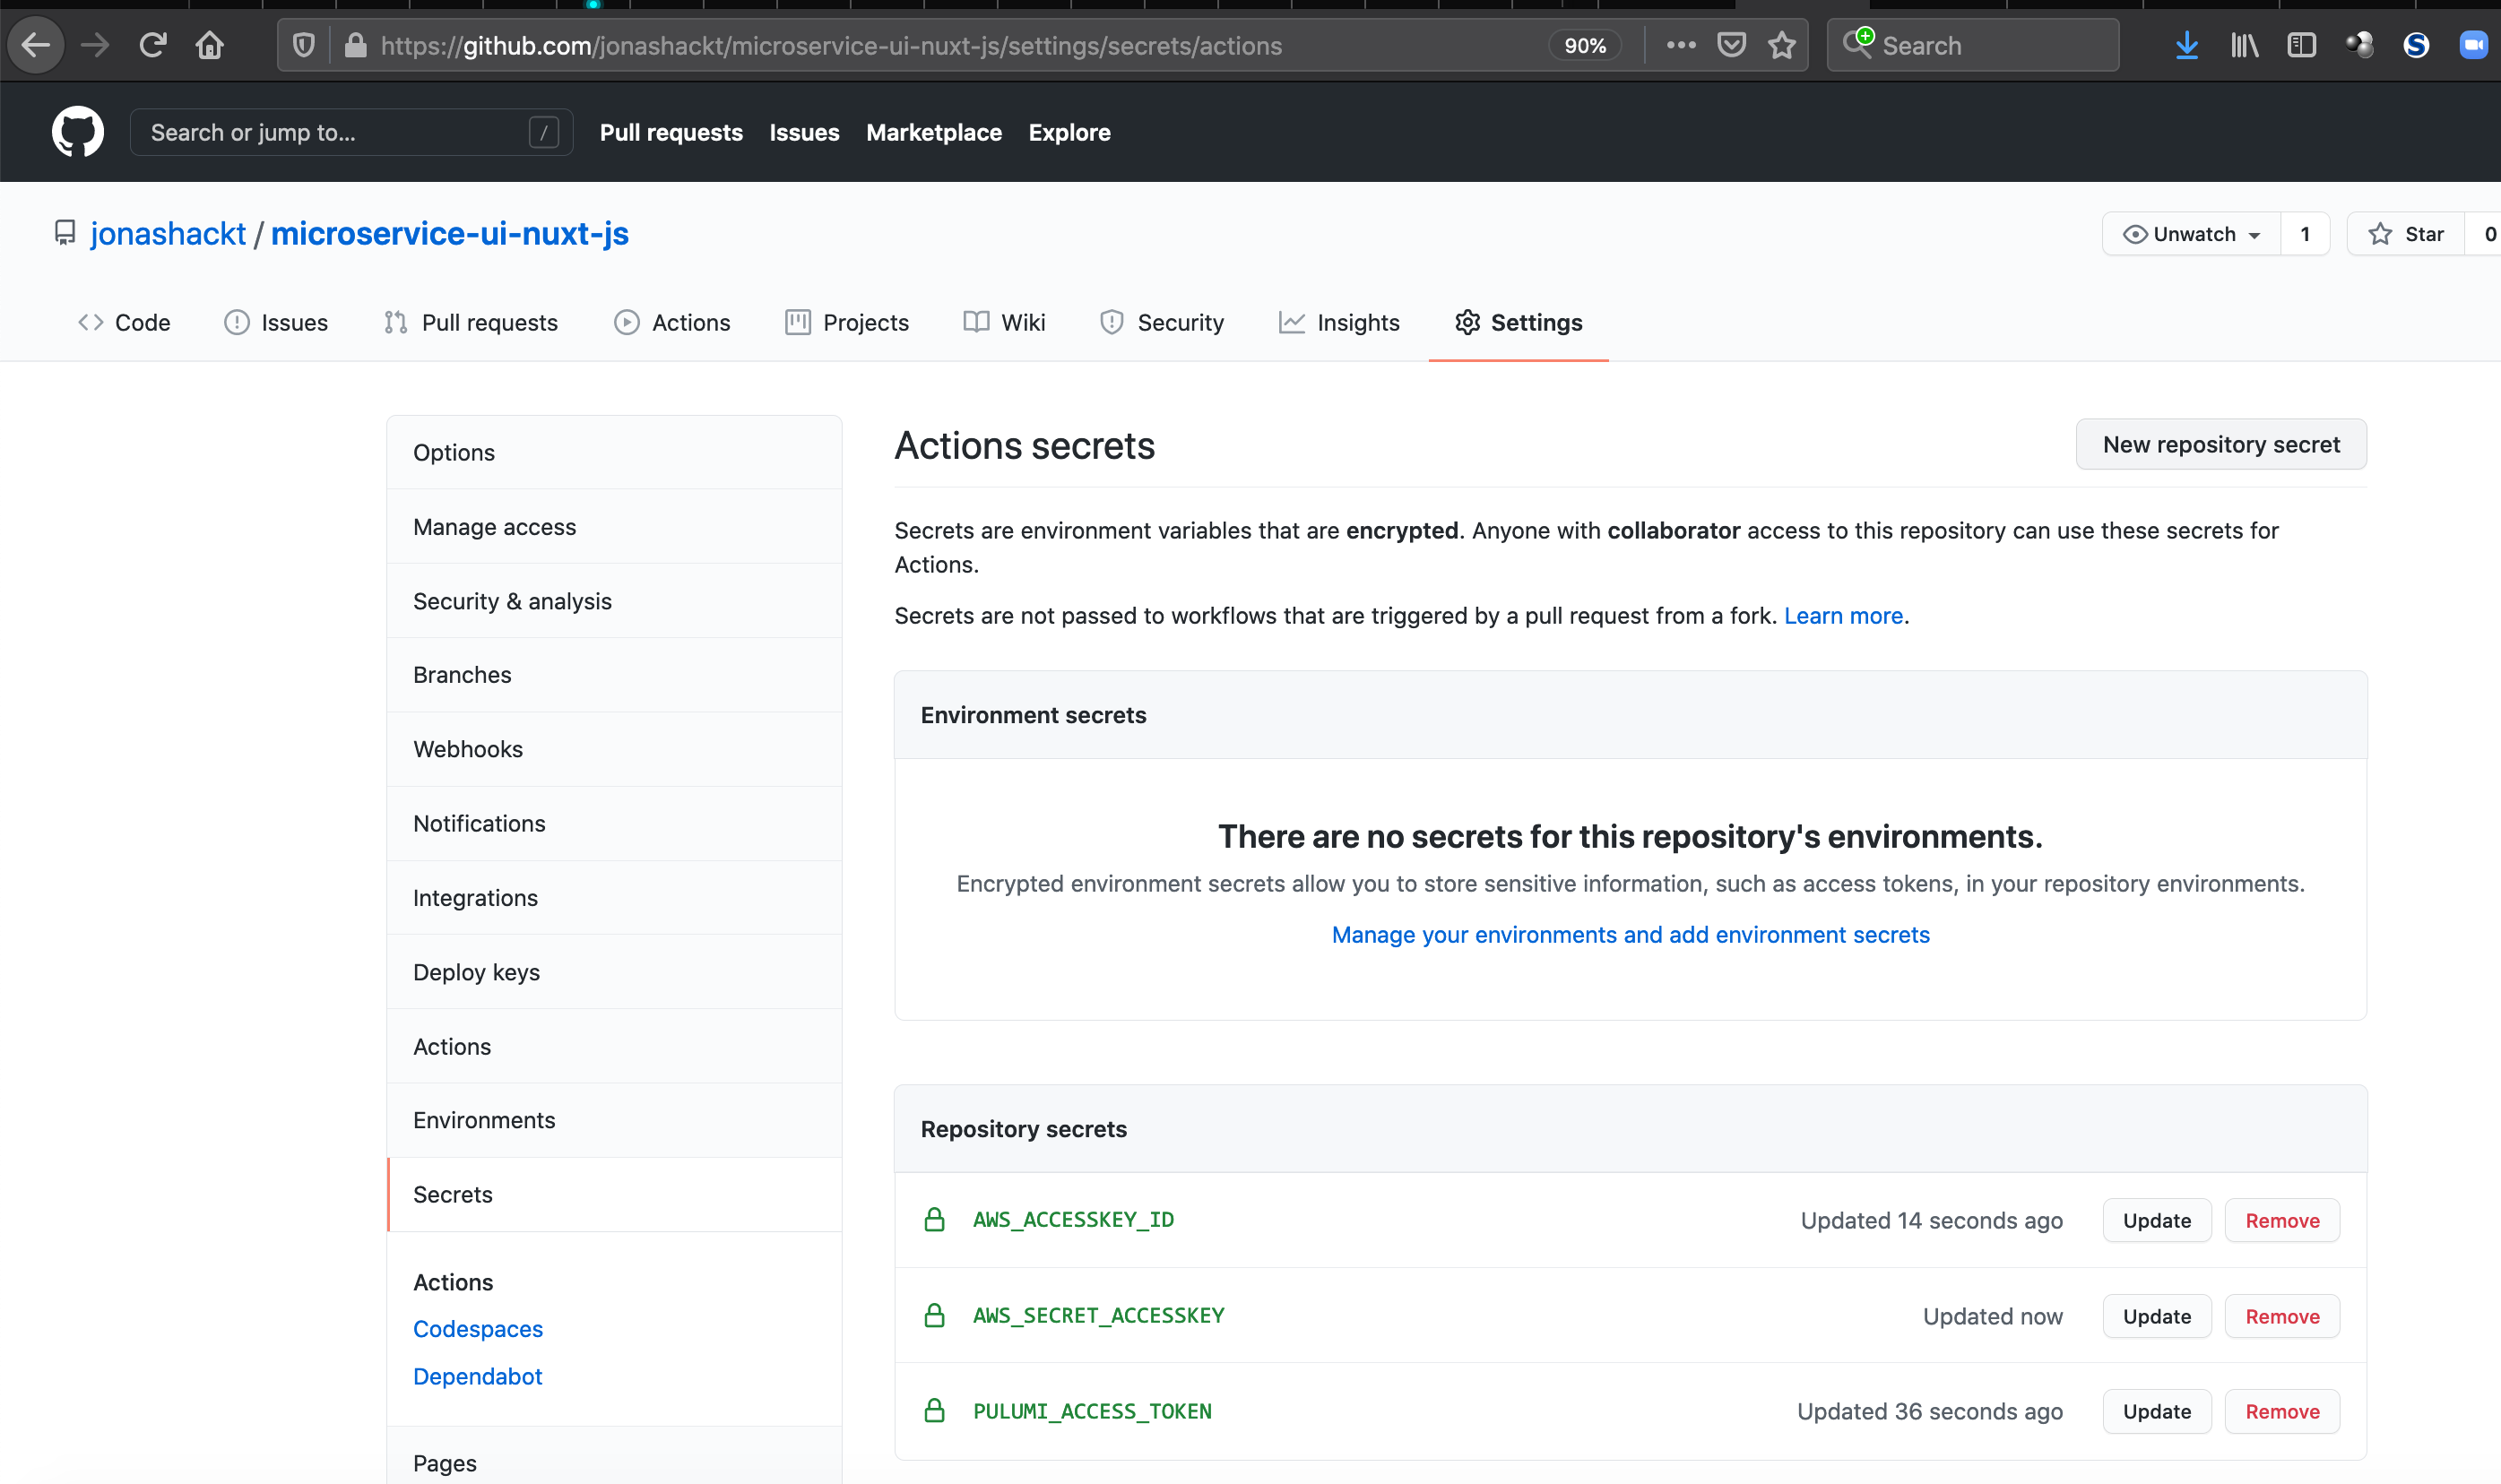 https://github.com/jonashackt/microservice-ui-nuxt-js/settings/secrets/actions
90%
Search
Search or jump to...
/
Pull requests
Issues
Marketplace
Explore
jonashackt / microservice-ui-nuxt-js
Unwatch
1
Star
0
Code
Issues
Pull requests
Actions
Projects
Wiki
Security
Insights
Settings
Options
Manage access
Security & analysis
Branches
Webhooks
Notifications
Integrations
Deploy keys
Actions
Environments
Secrets
Actions
Codespaces
Dependabot
Pages
Actions secrets
New repository secret
Secrets are environment variables that are encrypted. Anyone with collaborator access to this repository can use these secrets for
Actions.
Secrets are not passed to workflows that are triggered by a pull request from a fork. Learn more.
Environment secrets
There are no secrets for this repository's environments.
Encrypted environment secrets allow you to store sensitive information, such as access tokens, in your repository environments.
Manage your environments and add environment secrets
Repository secrets
AWS_ACCESSKEY_ID
Updated 14 seconds ago
Update
Remove
AWS_SECRET_ACCESSKEY
Updated now
Update
Remove
PULUMI_ACCESS_TOKEN
Updated 36 seconds ago
Update
Remove